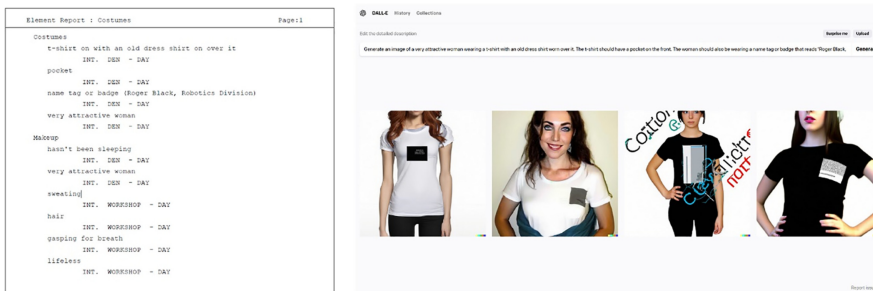 Element Report : Costumes Page:1
Costumes
t-shirt on with an old dress shirt on over it
INT. DEN - DAY
pocket
INT. DEN - DAY
name tag or badge (Roger Black, Robotics Division)
INT. DEN - DAY
very attractive woman
INT. DEN - DAY
Makeup
hasn't been sleeping
INT. DEN - DAY
very attractive woman
INT. DEN - DAY
sweating
INT. WORKSHOP - DAY
hair
INT. WORKSHOP - DAY
gasping for breath
INT. WORKSHOP - DAY
lifeless
INT. WORKSHOP - DAY
DALL-E History Collections
Edit the detailed description
Surprise me Upload
Generate an image of a very attractive woman wearing a t-shirt with an old dress shirt worn over it. The t-shirt should have a pocket on the front. The woman should also be wearing a name tag or badge that reads 'Roger Black. Genera
Report